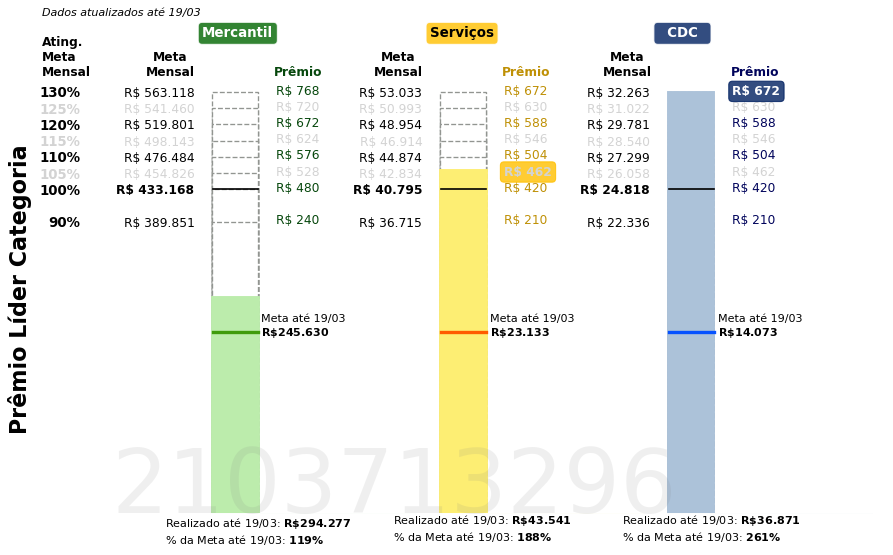 Dados atualizados até 19/03
Mercantil Serviços CDC
Ating. Meta Mensal Meta Mensal Prêmio Meta Mensal Prêmio Meta Mensal Prêmio
130% R$ 563.118 R$ 768 R$ 53.033 R$ 672 R$ 32.263 R$ 672
125% R$ 541.460 R$ 720 R$ 50.993 R$ 630 R$ 31.022 R$ 630
120% R$ 519.801 R$ 672 R$ 48.954 R$ 588 R$ 29.781 R$ 588
115% R$ 498.143 R$ 624 R$ 46.914 R$ 546 R$ 28.540 R$ 546
110% R$ 476.484 R$ 576 R$ 44.874 R$ 504 R$ 27.299 R$ 504
105% R$ 454.826 R$ 528 R$ 42.834 R$ 462 R$ 26.058 R$ 462
100% R$ 433.168 R$ 480 R$ 40.795 R$ 420 R$ 24.818 R$ 420
90% R$ 389.851 R$ 240 R$ 36.715 R$ 210 R$ 22.336 R$ 210
Prêmio Líder Categoria
Meta até 19/03 Meta até 19/03 Meta até 19/03
R$245.630 R$23.133 R$14.073
2103713296
Realizado até 19/03: R$294.277 Realizado até 19/03: R$43.541 Realizado até 19/03: R$36.871
% da Meta até 19/03: 119% % da Meta até 19/03: 188% % da Meta até 19/03: 261%